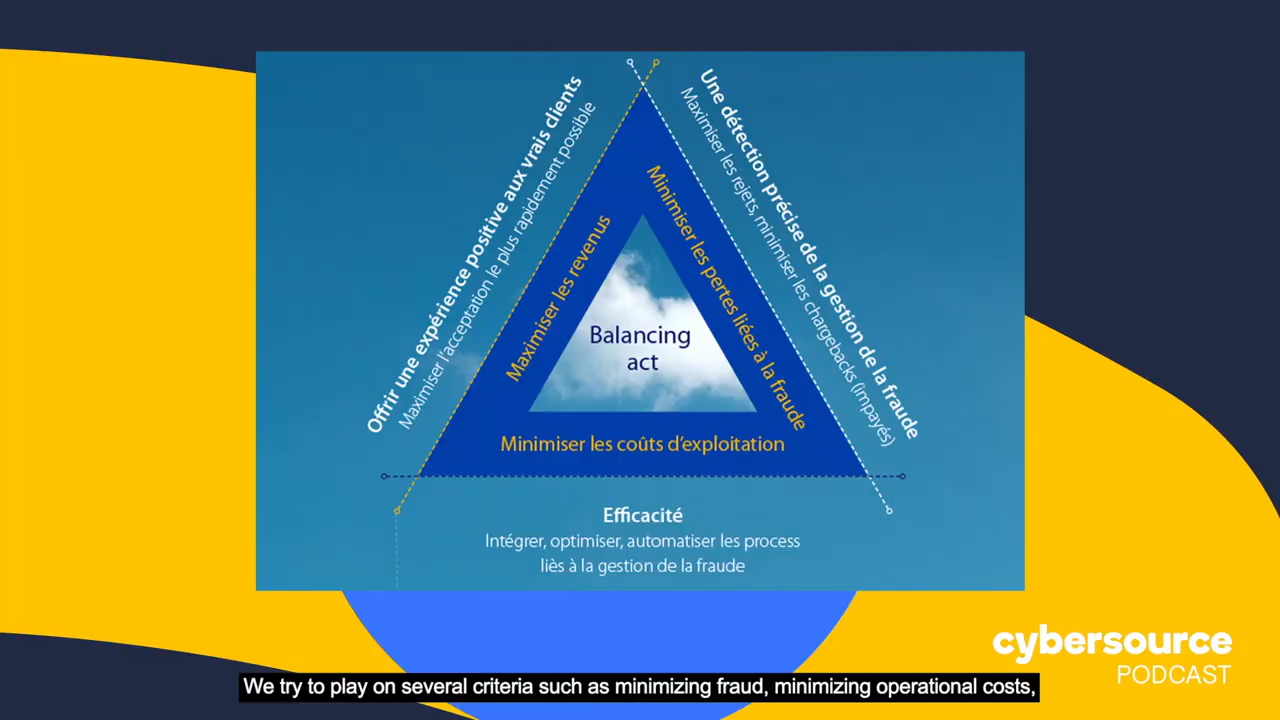 Offrir une expérience positive aux vrais clients
Maximiser l'acceptation le plus rapidement possible
Maximiser les revenus
Une détection précise de la gestion de la fraude
Maximiser les rejets, minimiser les chargebacks (impayés)
Minimiser les pertes liées à la fraude
Balancing
act
Minimiser les coûts d'exploitation
Efficacité
Intégrer, optimiser, automatiser les process
liès à la gestion de la fraude
cybersource
PODCAST
We try to play on several criteria such as minimizing fraud, minimizing operational costs,